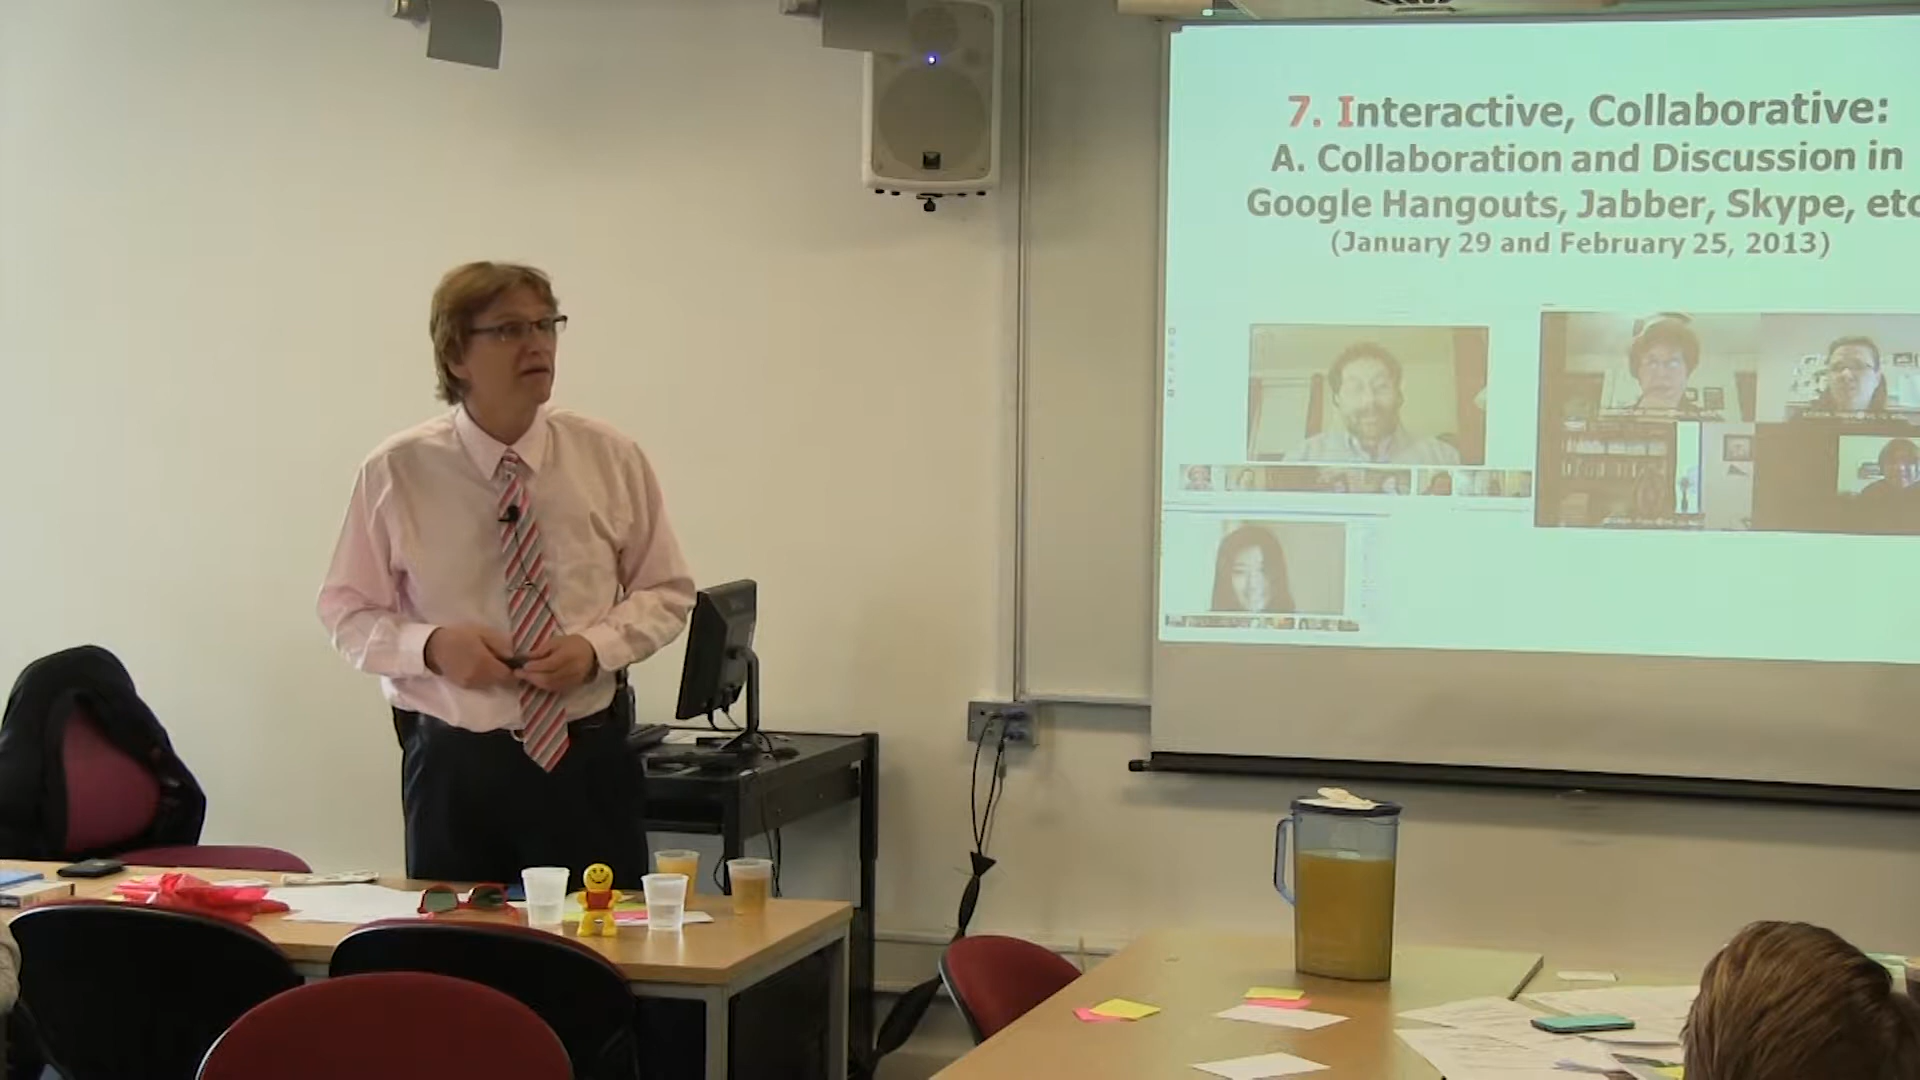 7. Interactive, Collaborative:
A. Collaboration and Discussion in
Google Hangouts, Jabber, Skype, etc
(January 29 and February 25, 2013)